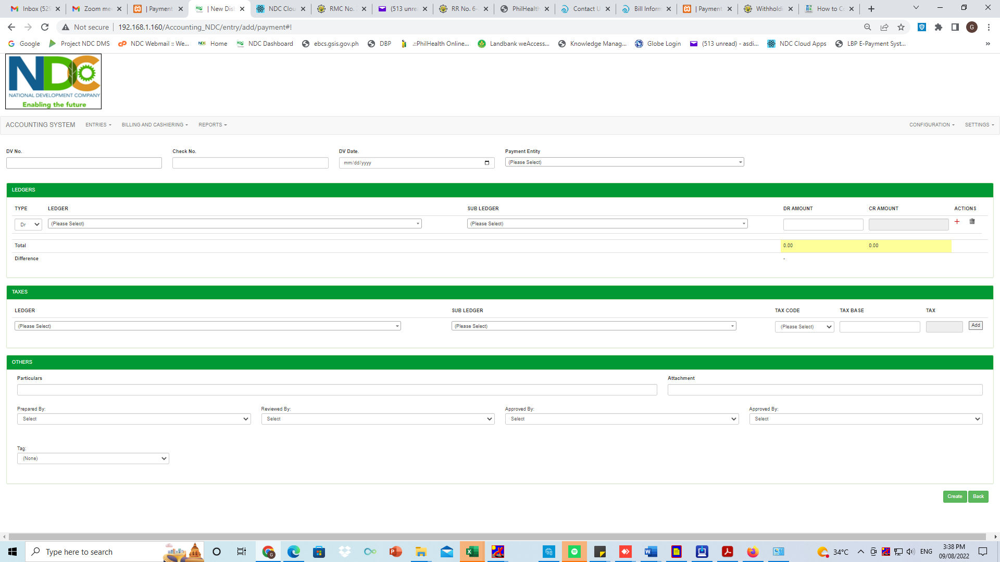 Inbox (529
Zoom me
| Payment
| New Dis
NDC Clou
RMC No.
(513 unre
RR No. 6-
PhilHealth
Contact U
Bill Inform
| Payment
Withhold
How to C
Not secure
192.168.1.160/Accounting_NDC/entry/add/payment#!
G
Google
Project NDC DMS
NDC Webmail :: We...
Home
NDC Dashboard
ebcs.gsis.gov.ph
DBP
.::PhilHealth Online...
Landbank weAccess...
Knowledge Manag...
Globe Login
(513 unread) - asdi...
NDC Cloud Apps
LBP E-Payment Syst...
»
NDC
NATIONAL DEVELOPMENT COMPANY
Enabling the future
ACCOUNTING SYSTEM ENTRIES BILLING AND CASHIERING REPORTS CONFIGURATION SETTINGS
DV No. Check No. DV Date. Payment Entity
mm/dd/yyyy (Please Select)
LEDGERS
TYPE LEDGER SUB LEDGER DR AMOUNT CR AMOUNT ACTIONS
Dr (Please Select) (Please Select)
Total 0.00 0.00
Difference -
TAXES
LEDGER SUB LEDGER TAX CODE TAX BASE TAX
(Please Select) (Please Select) (Please Select) Add
OTHERS
Particulars Attachment
Prepared By: Reviewed By: Approved By: Approved By:
Select Select Select Select
Tag:
(None)
Create Back
Type here to search
34°C
ENG
3:38 PM
09/08/2022